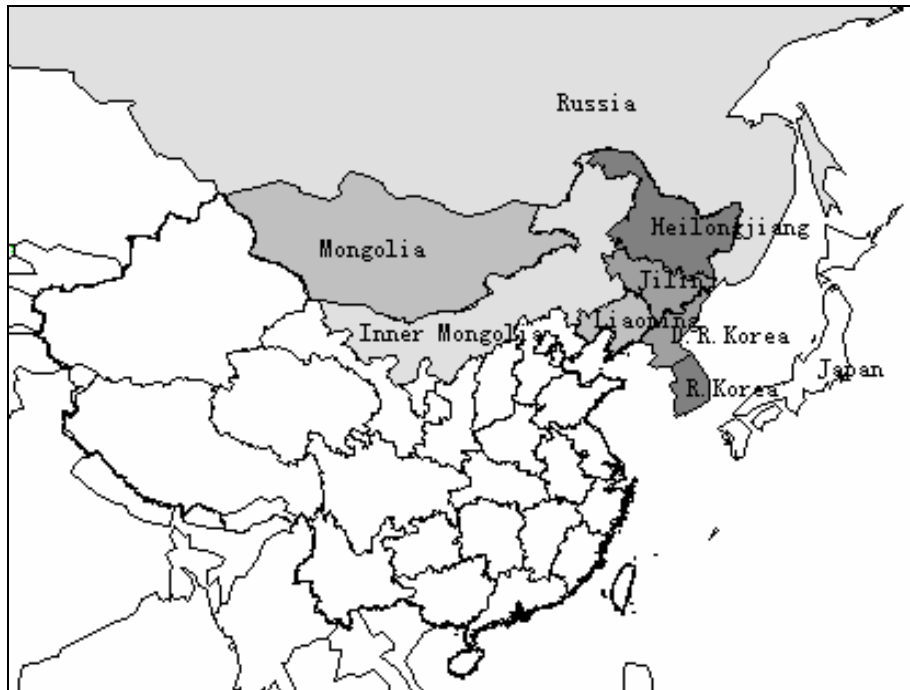 Russia
Heilongjiang
Mongolia
Jilin
Liaoning
Inner Mongolia
D.R.Korea
Japan
R.Korea